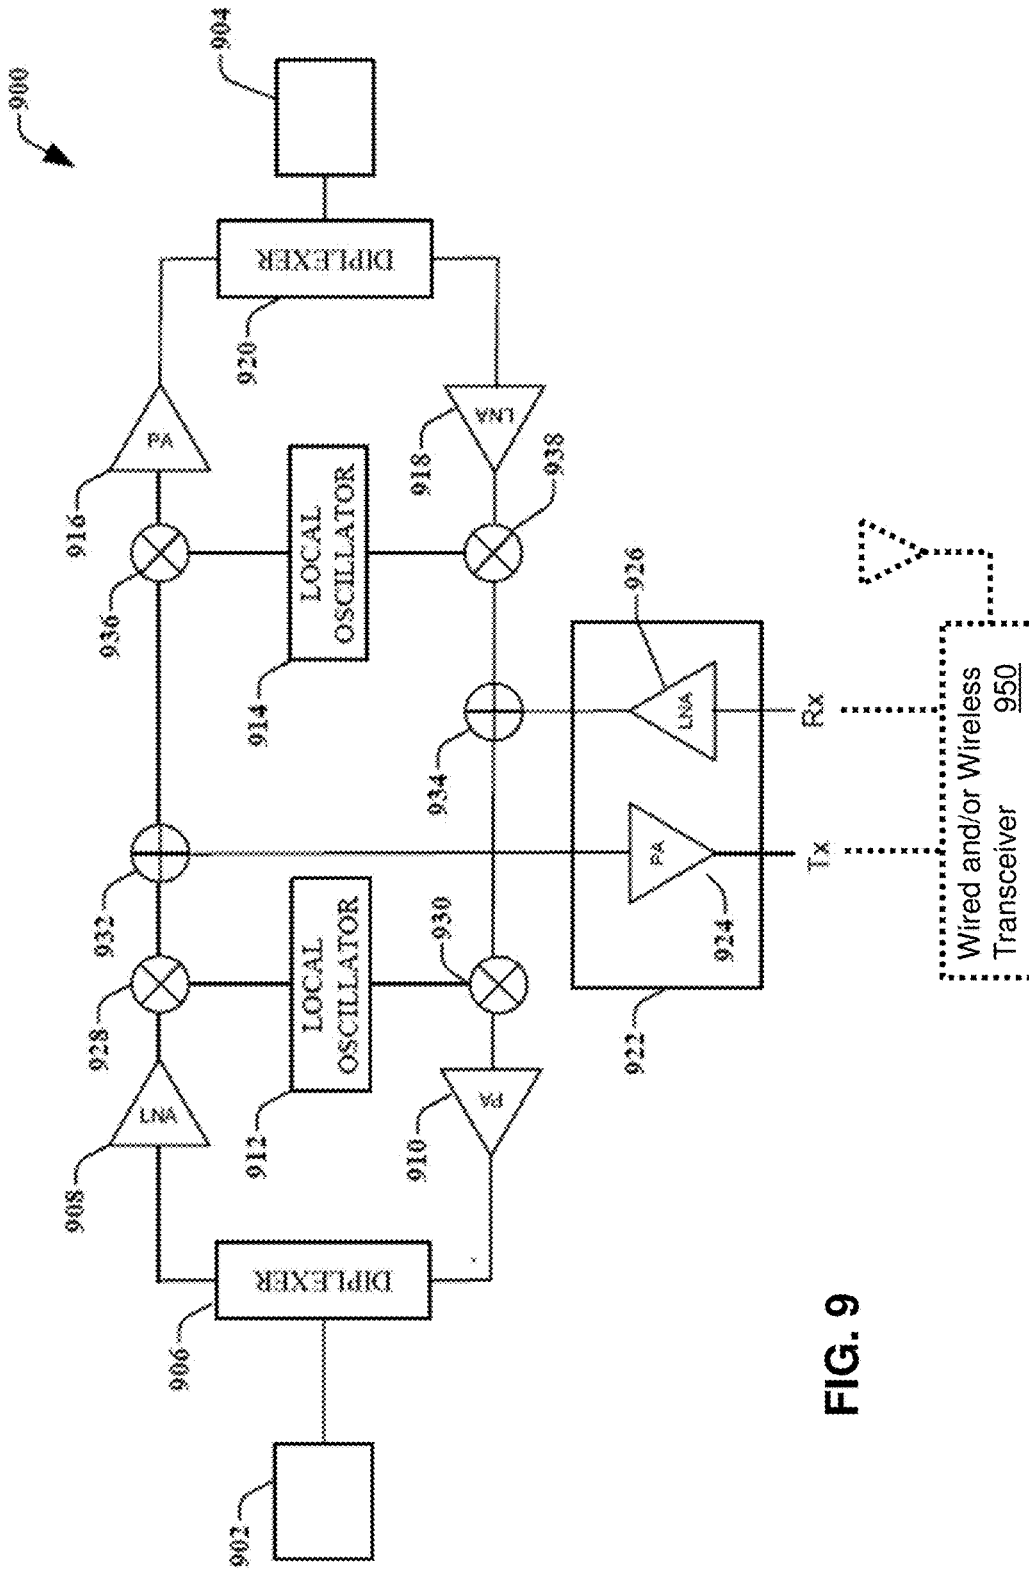 900
904
DIPLEXER
920
PA
916
LNA
918
936
938
LOCAL
OSCILLATOR
914
934
926
LNA
Rx
932
930
PA
924
Tx
922
928
LOCAL
OSCILLATOR
912
LNA
908
PA
910
DIPLEXER
906
902
Wired and/or Wireless
Transceiver 950
FIG. 9